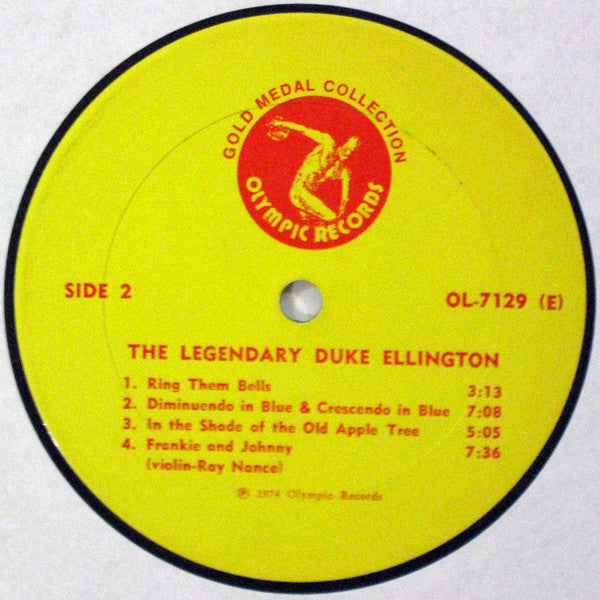 GOLD MEDAL COLLECTION
OLYMPIC RECORDS
SIDE 2
OL-7129 (E)
THE LEGENDARY DUKE ELLINGTON
1. Ring Them Bells 3:13
2. Diminuendo in Blue & Crescendo in Blue 7:08
3. In the Shade of the Old Apple Tree 5:05
4. Frankie and Johnny 7:36
(violin-Ray Nance)
℗ 1974 Olympic Records